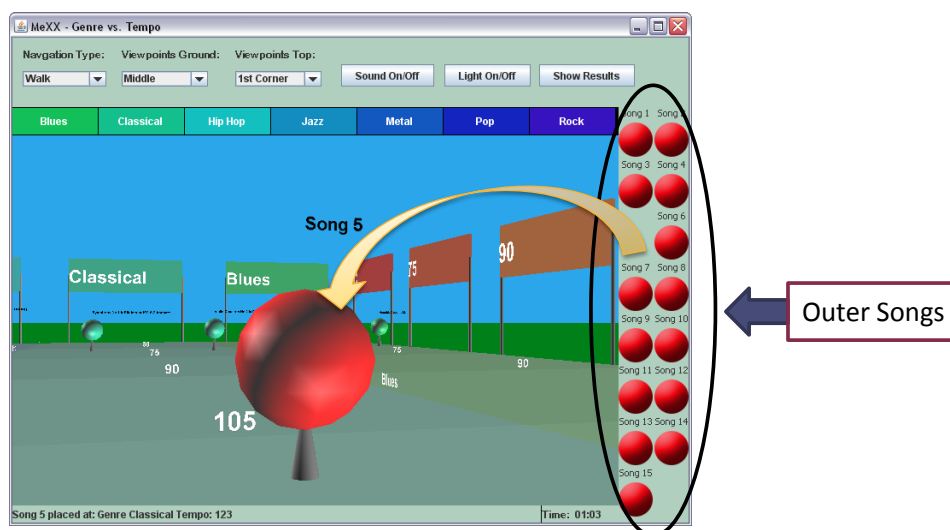 MeXX - Genre vs. Tempo
Navgation Type: Viewpoints Ground: Viewpoints Top:
Walk Middle 1st Corner Sound On/Off Light On/Off Show Results
Blues Classical Hip Hop Jazz Metal Pop Rock
Song 1 Song 2
Song 3 Song 4
Song 6
Song 7 Song 8
Song 9 Song 10
Song 11 Song 12
Song 13 Song 14
Song 15
Song 5
Classical Blues 75 90
75 75
90 90
Blues
105
Outer Songs
Song 5 placed at: Genre Classical Tempo: 123 Time: 01:03